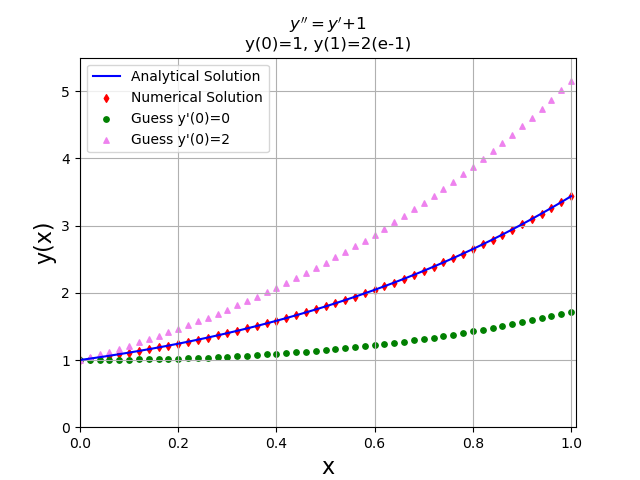 y'' = y'+1
y(0)=1, y(1)=2(e-1)
Analytical Solution
Numerical Solution
Guess y'(0)=0
Guess y'(0)=2
y(x)
5
4
3
2
1
0
0.0 0.2 0.4 0.6 0.8 1.0
x